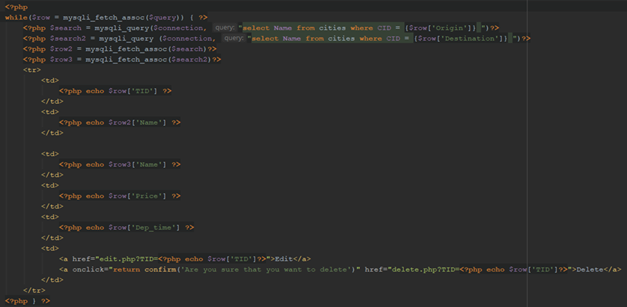 <?php
while($row = mysqli_fetch_assoc($query)) { ?>
<?php $search = mysqli_query($connection, query: "select Name from cities where CID = {$row['Origin']} ")?>
<?php $search2 = mysqli_query ($connection, query: "select Name from cities where CID = {$row['Destination']} ")?>
<?php $row2 = mysqli_fetch_assoc($search)?>
<?php $row3 = mysqli_fetch_assoc($search2)?>
<tr>
<td>
<?php echo $row['TID'] ?>
</td>
<td>
<?php echo $row2['Name'] ?>
</td>
<td>
<?php echo $row3['Name'] ?>
</td>
<td>
<?php echo $row['Price'] ?>
</td>
<td>
<?php echo $row['Dep_time'] ?>
</td>
<td>
<a href="edit.php?TID=<?php echo $row['TID']?>">Edit</a>
<a onclick="return confirm('Are you sure that you want to delete')" href="delete.php?TID=<?php echo $row['TID']?>">Delete</a>
</td>
</tr>
<?php } ?>